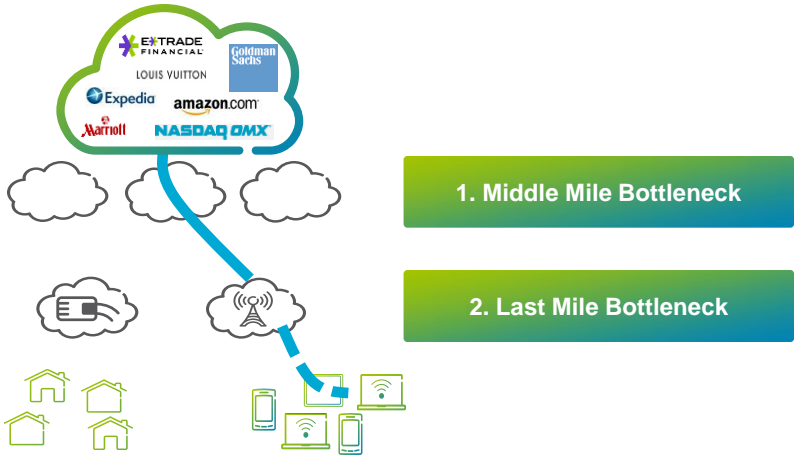 E*TRADE
FINANCIAL
Goldman
Sachs
LOUIS VUITTON
Expedia
amazon.com
Marriott
NASDAQ OMX
1. Middle Mile Bottleneck
2. Last Mile Bottleneck